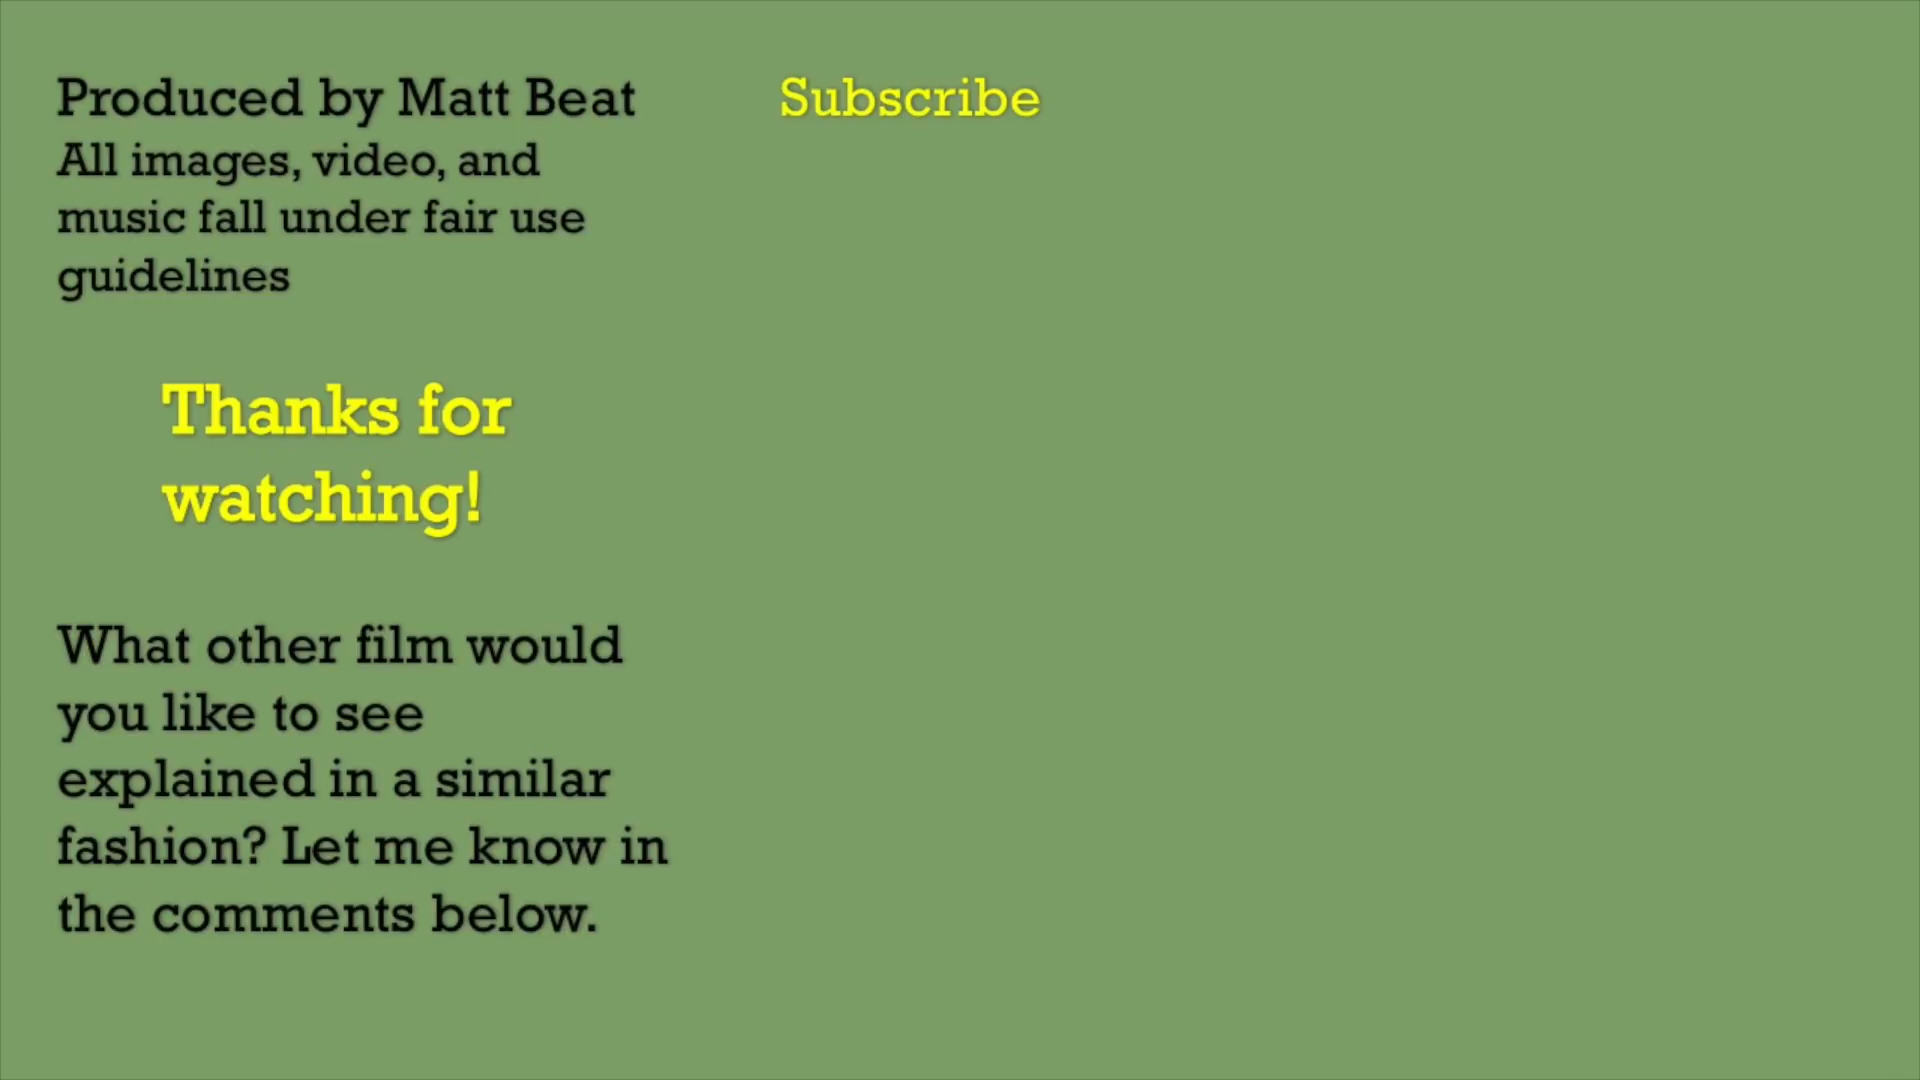 Produced by Matt Beat
All images, video, and
music fall under fair use
guidelines
Subscribe
Thanks for
watching!
What other film would
you like to see
explained in a similar
fashion? Let me know in
the comments below.